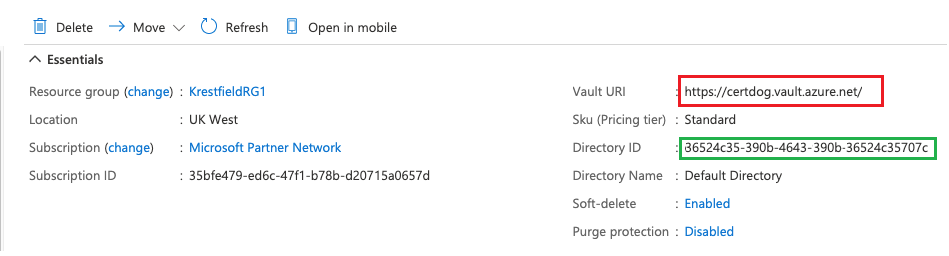 Delete Move Refresh Open in mobile
Essentials
Resource group (change) : KrestfieldRG1
Location : UK West
Subscription (change) : Microsoft Partner Network
Subscription ID : 35bfe479-ed6c-47f1-b78b-d20715a0657d
Vault URI : https://certdog.vault.azure.net/
Sku (Pricing tier) : Standard
Directory ID : 36524c35-390b-4643-390b-36524c35707c
Directory Name : Default Directory
Soft-delete : Enabled
Purge protection : Disabled